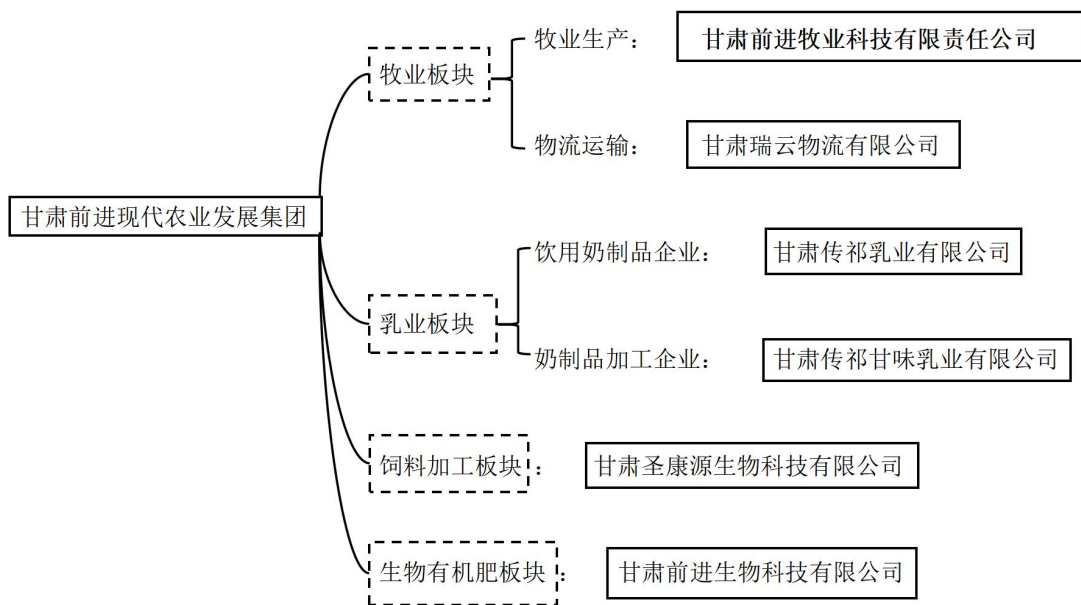 牧业生产： 甘肃前进牧业科技有限责任公司
牧业板块
物流运输： 甘肃瑞云物流有限公司
甘肃前进现代农业发展集团
饮用奶制品企业： 甘肃传祁乳业有限公司
乳业板块
奶制品加工企业： 甘肃传祁甘味乳业有限公司
饲料加工板块： 甘肃圣康源生物科技有限公司
生物有机肥板块： 甘肃前进生物科技有限公司